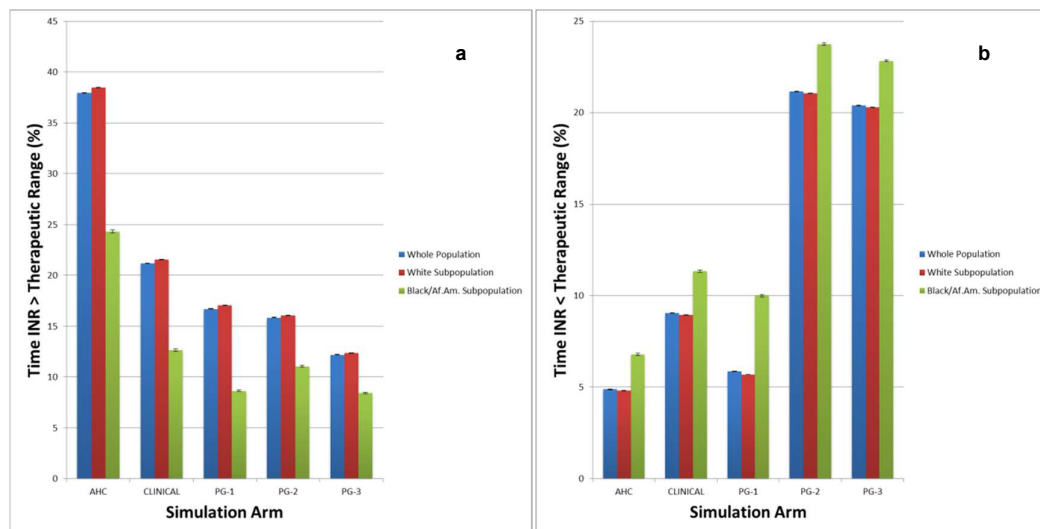 a
Time INR > Therapeutic Range (%)
45
40
35
30
25
20
15
10
5
0
AHC CLINICAL PG-1 PG-2 PG-3
Simulation Arm
Whole Population
White Subpopulation
Black/Af.Am. Subpopulation
b
Time INR < Therapeutic Range (%)
25
20
15
10
5
0
AHC CLINICAL PG-1 PG-2 PG-3
Simulation Arm
Whole Population
White Subpopulation
Black/Af.Am. Subpopulation